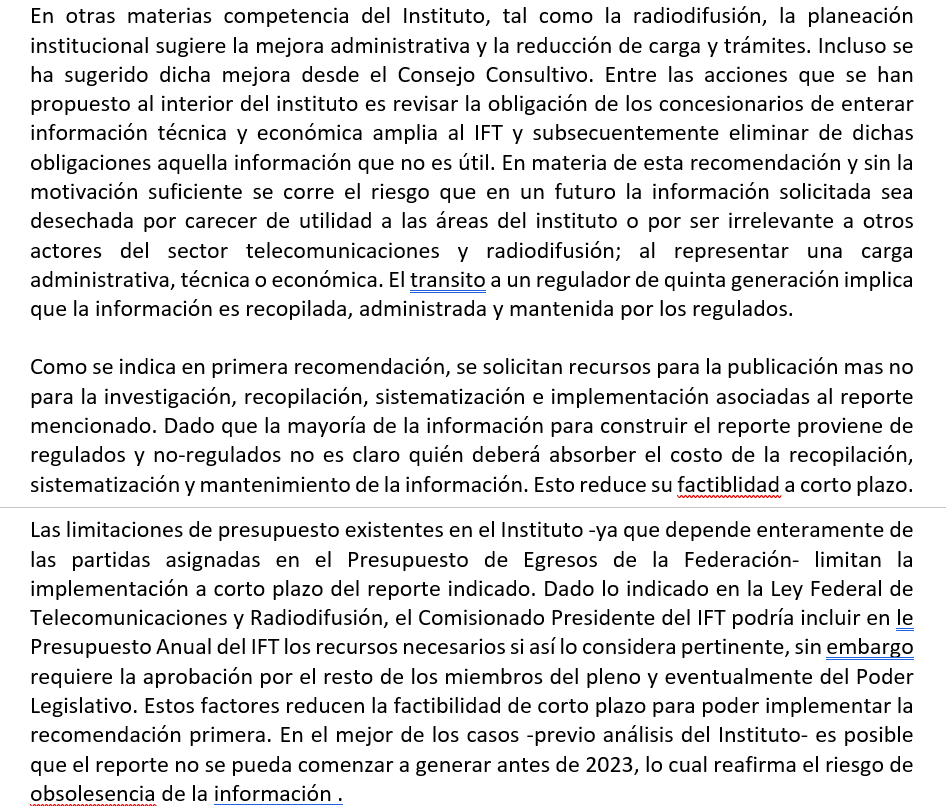 En otras materias competencia del Instituto, tal como la radiodifusión, la planeación
institucional sugiere la mejora administrativa y la reducción de carga y trámites. Incluso se
ha sugerido dicha mejora desde el Consejo Consultivo. Entre las acciones que se han
propuesto al interior del instituto es revisar la obligación de los concesionarios de enterar
información técnica y económica amplia al IFT y subsecuentemente eliminar de dichas
obligaciones aquella información que no es útil. En materia de esta recomendación y sin la
motivación suficiente se corre el riesgo que en un futuro la información solicitada sea
desechada por carecer de utilidad a las áreas del instituto o por ser irrelevante a otros
actores del sector telecomunicaciones y radiodifusión; al representar una carga
administrativa, técnica o económica. El transito a un regulador de quinta generación implica
que la información es recopilada, administrada y mantenida por los regulados.
Como se indica en primera recomendación, se solicitan recursos para la publicación mas no
para la investigación, recopilación, sistematización e implementación asociadas al reporte
mencionado. Dado que la mayoría de la información para construir el reporte proviene de
regulados y no-regulados no es claro quién deberá absorber el costo de la recopilación,
sistematización y mantenimiento de la información. Esto reduce su factiblidad a corto plazo.
Las limitaciones de presupuesto existentes en el Instituto -ya que depende enteramente de
las partidas asignadas en el Presupuesto de Egresos de la Federación- limitan la
implementación a corto plazo del reporte indicado. Dado lo indicado en la Ley Federal de
Telecomunicaciones y Radiodifusión, el Comisionado Presidente del IFT podría incluir en le
Presupuesto Anual del IFT los recursos necesarios si así lo considera pertinente, sin embargo
requiere la aprobación por el resto de los miembros del pleno y eventualmente del Poder
Legislativo. Estos factores reducen la factibilidad de corto plazo para poder implementar la
recomendación primera. En el mejor de los casos -previo análisis del Instituto- es posible
que el reporte no se pueda comenzar a generar antes de 2023, lo cual reafirma el riesgo de
obsolesencia de la información .